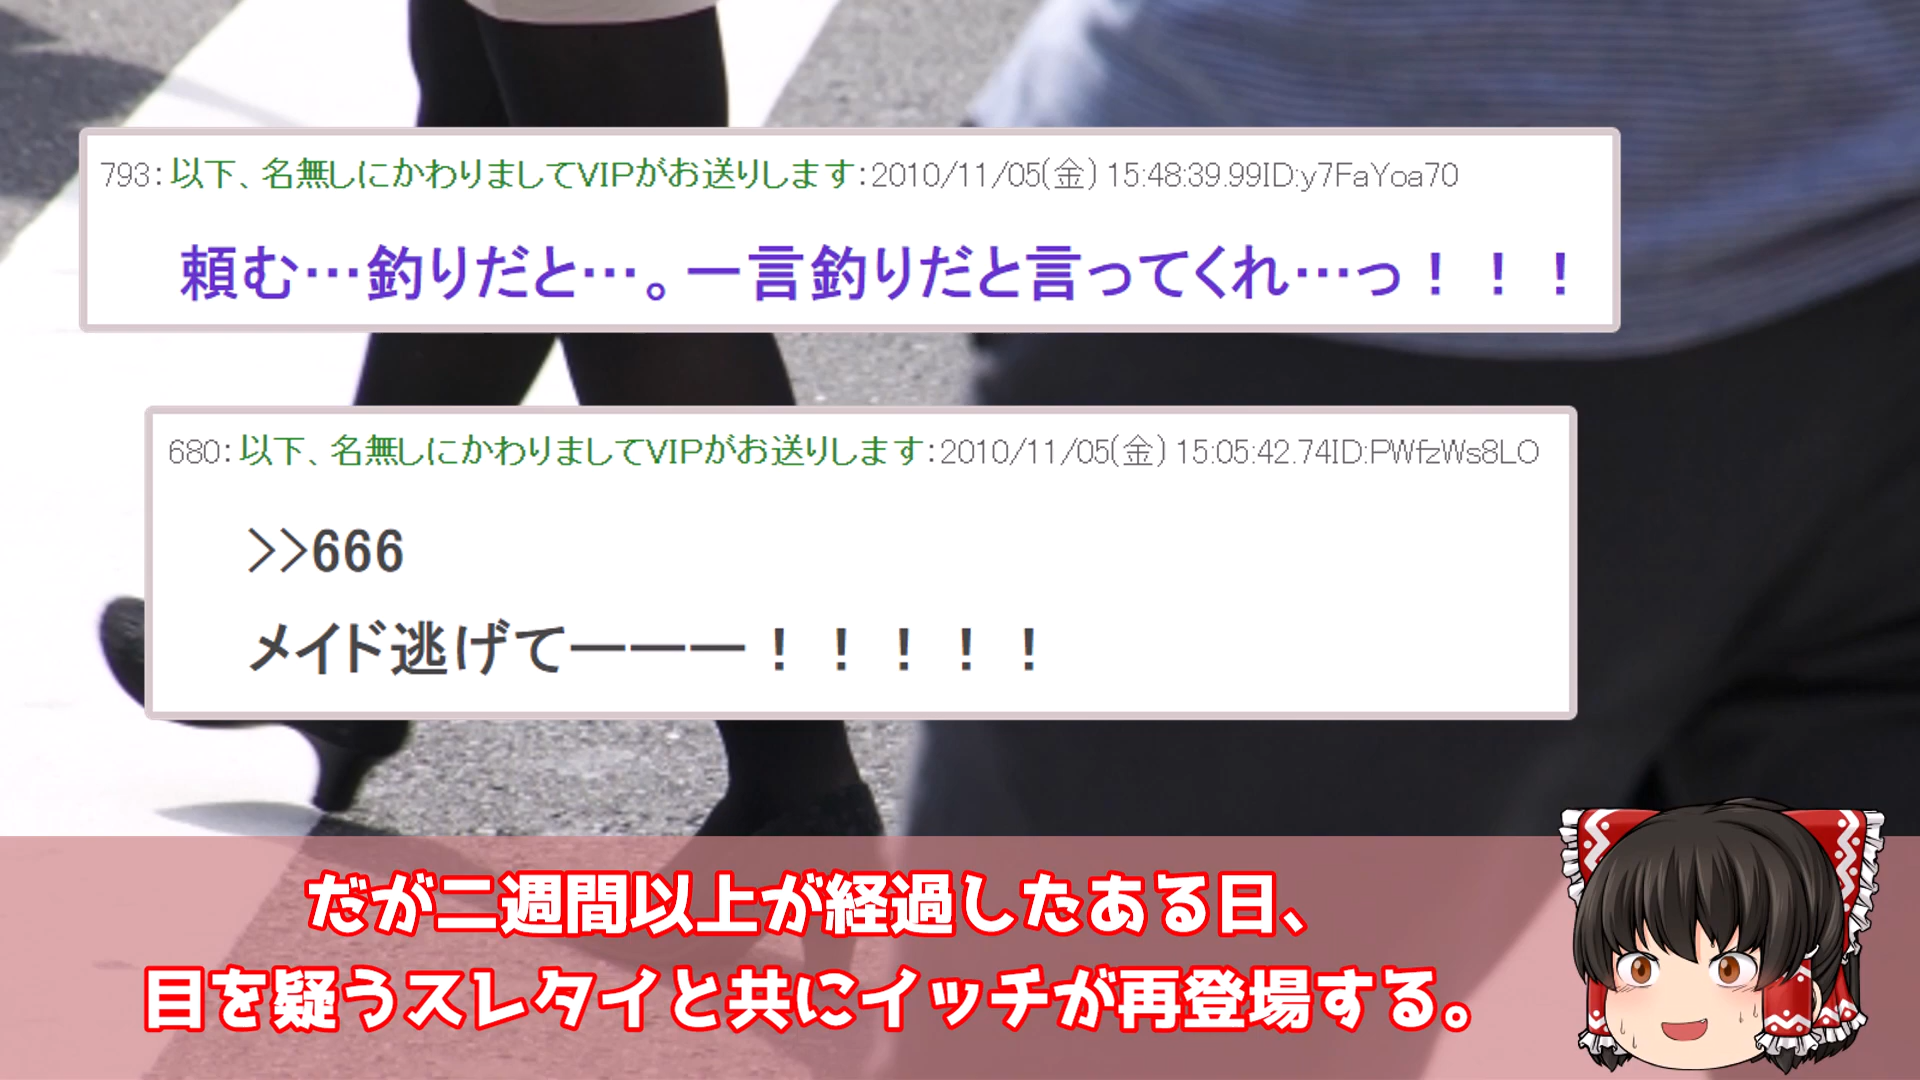 793:以下、名無しにかわりましてVIPがお送りします:2010/11/05(金) 15:48:39.99ID:y7FaYoa70
頼む…釣りだと…。一言釣りだと言ってくれ…っ！！！
680:以下、名無しにかわりましてVIPがお送りします:2010/11/05(金) 15:05:42.74ID:PWfzWs8LO
>>666
メイド逃げてーーー！！！！！
だが二週間以上が経過したある日、
目を疑うスレタイと共にイッチが再登場する。